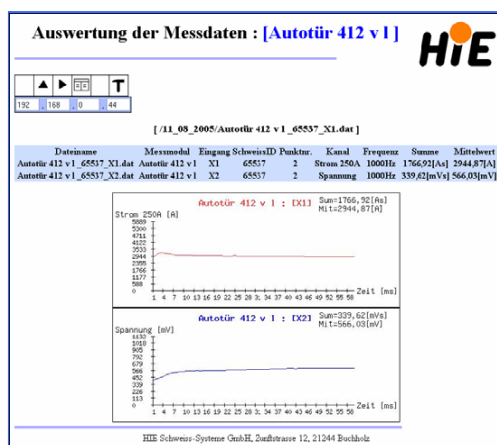 Auswertung der Messdaten : [Autotür 412 v l ]
HiE
T
192 . 168 . 0 . 44
[ /11_08_2005/Autotür 412 v l _65537_X1.dat ]
Dateiname Messmodul Eingang SchweissID Punktnr. Kanal Frequenz Summe Mittelwert
Autotür 412 v l _65537_X1.dat Autotür 412 v l X1 65537 2 Strom 250A 1000Hz 1766,92[As] 2944,87[A]
Autotür 412 v l _65537_X2.dat Autotür 412 v l X2 65537 2 Spannung 1000Hz 339,62[mVs] 566,03[mV]
Autotür 412 v l : [X1] Sum=1766,92[As]
Mit=2944,87[A]
Strom 250A [A]
5889
5300
4711
4122
3533
2944
2355
1766
1177
588
0
Zeit [ms]
1 4 7 10 13 16 19 22 25 28 31 34 37 40 43 46 49 52 55 58
Autotür 412 v l : [X2] Sum=339,62[mVs]
Mit=566,03[mV]
Spannung [mV]
1132
1018
905
792
679
566
452
339
226
113
0
Zeit [ms]
1 4 7 10 13 16 19 22 25 28 31 34 37 40 43 46 49 52 55 58
HIE Schweiss-Systeme GmbH, Zunftstrasse 12, 21244 Buchholz